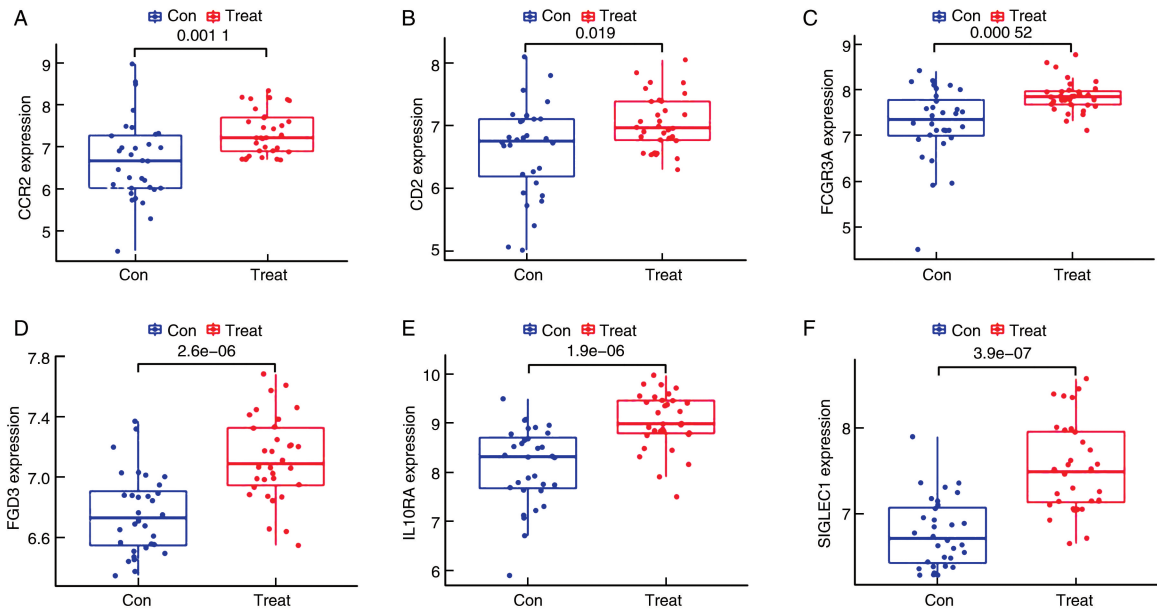 A
Con Treat
0.001 1
CCR2 expression
9
8
7
6
5
Con Treat
B
Con Treat
0.019
CD2 expression
8
7
6
5
Con Treat
C
Con Treat
0.000 52
FCGR3A expression
9
8
7
6
5
Con Treat
D
Con Treat
2.6e−06
FGD3 expression
7.8
7.4
7.0
6.6
Con Treat
E
Con Treat
1.9e−06
IL10RA expression
10
9
8
7
6
Con Treat
F
Con Treat
3.9e−07
SIGLEC1 expression
8
7
Con Treat